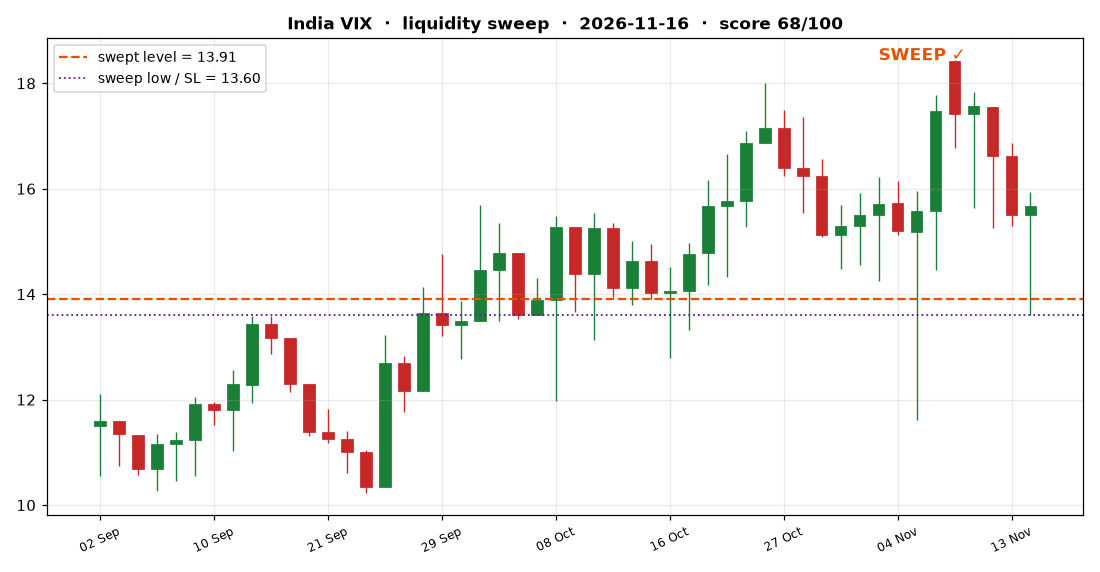 India VIX  ·  liquidity sweep  ·  2026-11-16  ·  score 68/100
swept level = 13.91
sweep low / SL = 13.60
SWEEP ✓
18
16
14
12
10
02 Sep
10 Sep
21 Sep
29 Sep
08 Oct
16 Oct
27 Oct
04 Nov
13 Nov